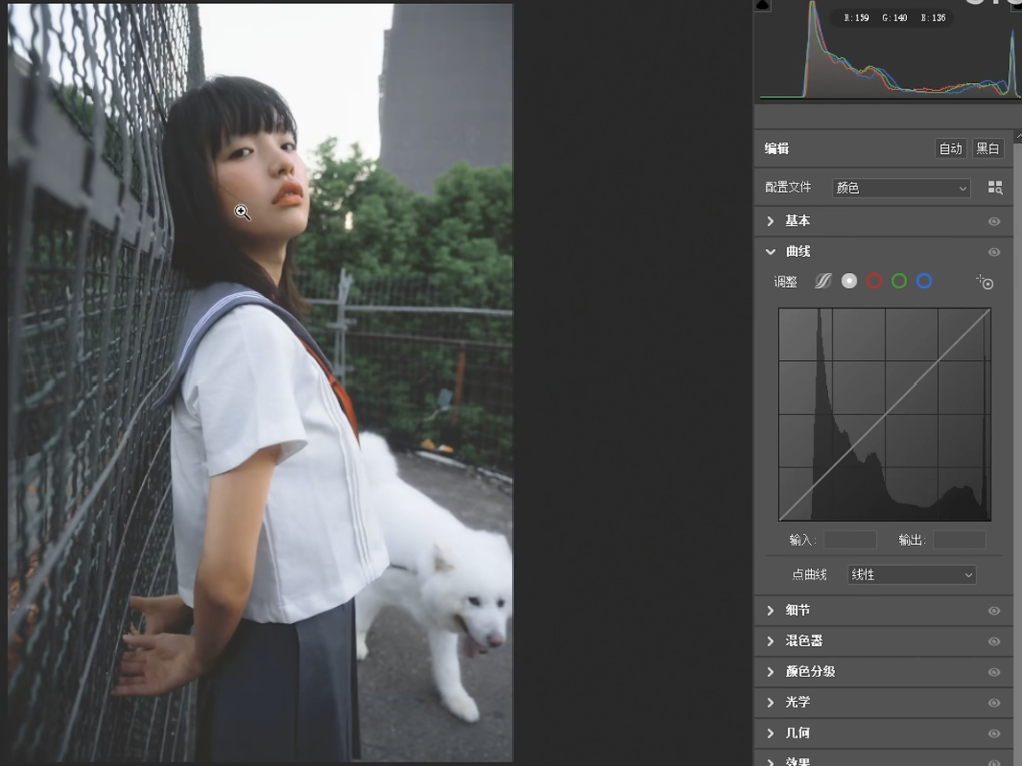 R:159 G:140 B:136
编辑 自动 黑白
配置文件 颜色
基本
曲线
调整
输入: 输出:
点曲线 线性
细节
混色器
颜色分级
光学
几何
效果